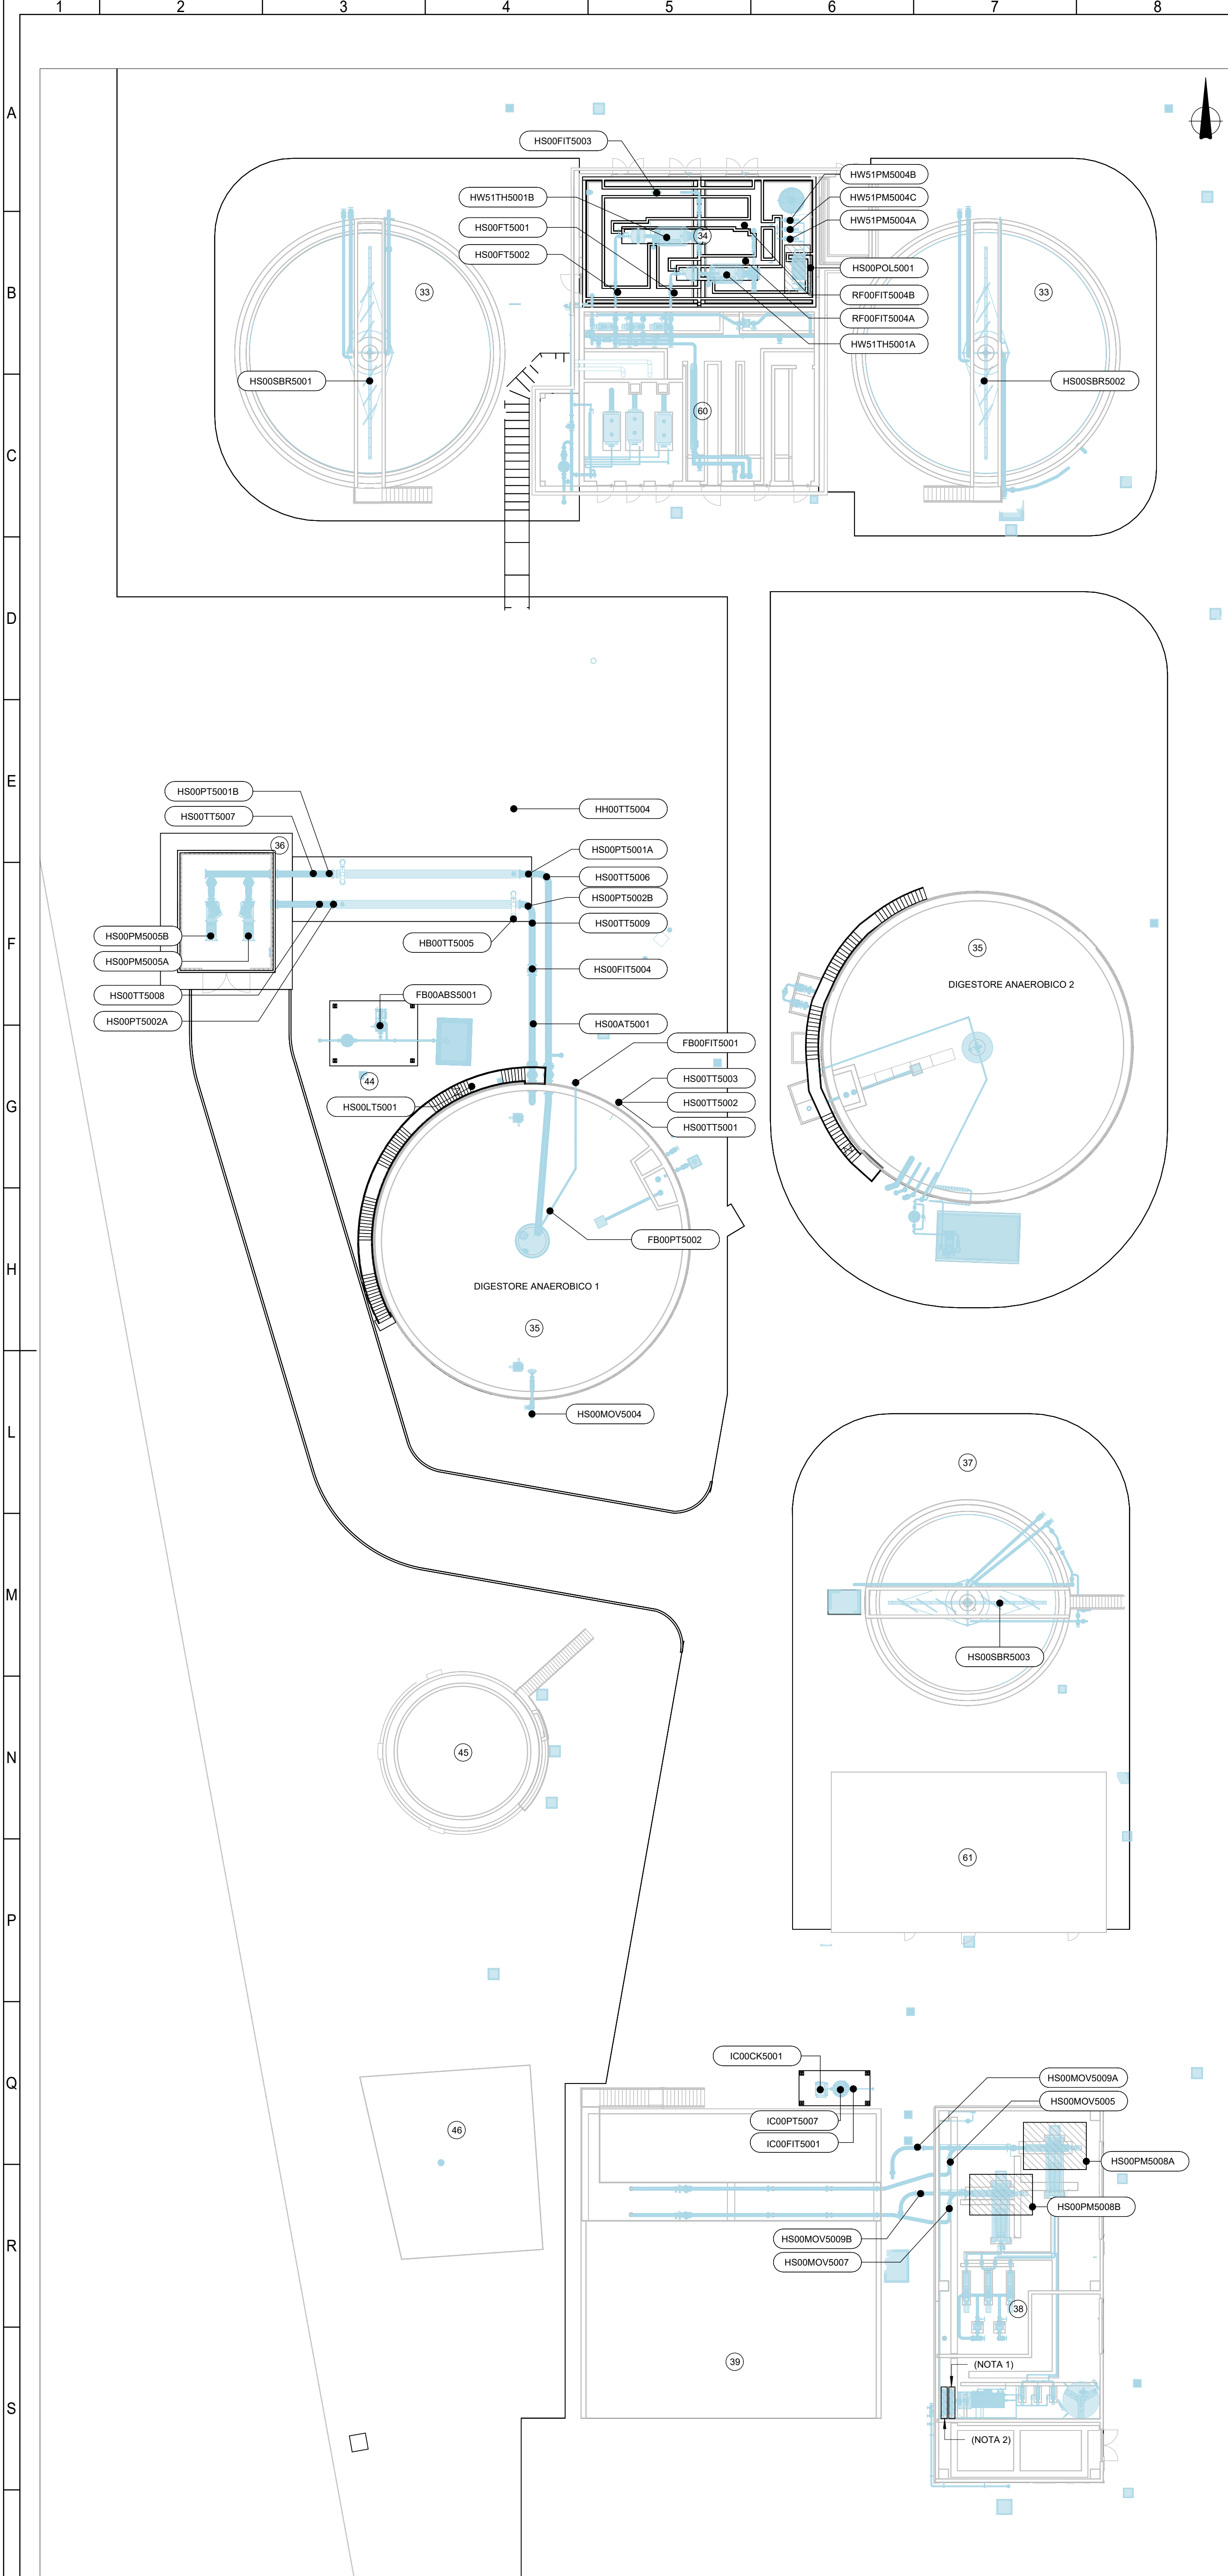 1 2 3 4 5 6 7 8
A
HS00FIT5003
HW51PM5004B
HW51TH5001B
HW51PM5004C
HS00FT5001
HW51PM5004A
34
HS00FT5002
HS00POL5001
B
33
33
RF00FIT5004B
RF00FIT5004A
HW51TH5001A
HS00SBR5001
HS00SBR5002
60
C
D
E
HS00PT5001B
HH00TT5004
HS00TT5007
36
HS00PT5001A
HS00TT5006
HS00PT5002B
HS00TT5009
F
HS00PM5005B
HB00TT5005
35
HS00PM5005A
HS00FIT5004
DIGESTORE ANAEROBICO 2
HS00TT5008
FB00ABS5001
HS00PT5002A
HS00AT5001
FB00FIT5001
44
HS00TT5003
G
HS00LT5001
HS00TT5002
HS00TT5001
FB00PT5002
H
DIGESTORE ANAEROBICO 1
35
HS00MOV5004
L
37
M
HS00SBR5003
N
45
61
P
IC00CK5001
Q
HS00MOV5009A
HS00MOV5005
IC00PT5007
46
IC00FIT5001
HS00PM5008A
HS00PM5008B
R
HS00MOV5009B
HS00MOV5007
38
39
(NOTA 1)
S
(NOTA 2)